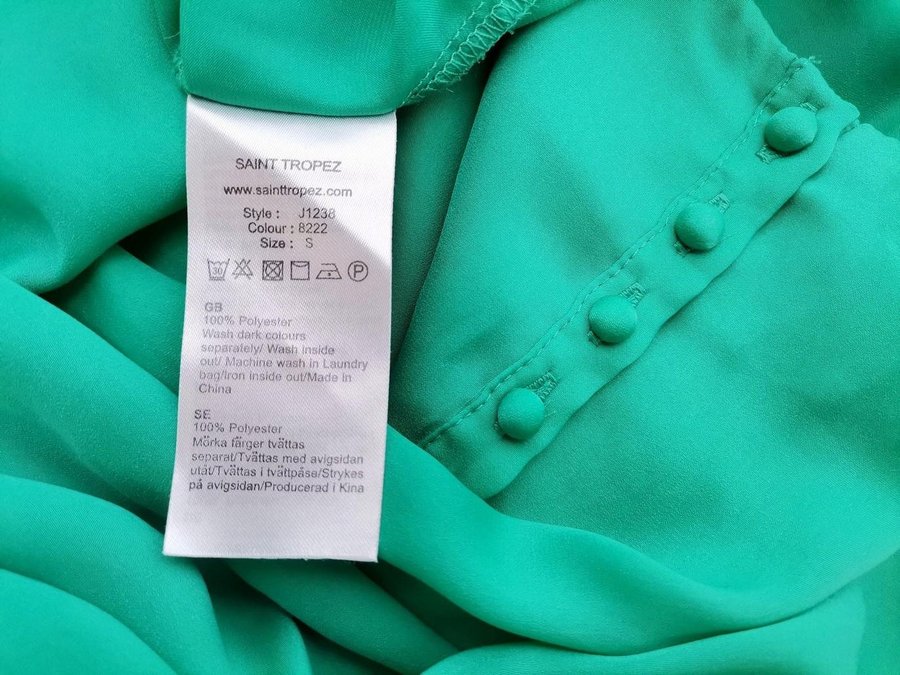 SAINT TROPEZ
www.sainttropez.com
Style : J1238
Colour : 8222
Size : S
30 P
GB
100% Polyester
Wash dark colours
separately/ Wash inside
out/ Machine wash in Laundry
bag/Iron inside out/Made in
China
SE
100% Polyester
Mörka färger tvättas
separat/Tvättas med avigsidan
utåt/Tvättas i tvättpåse/Strykes
på avigsidan/Producerad i Kina